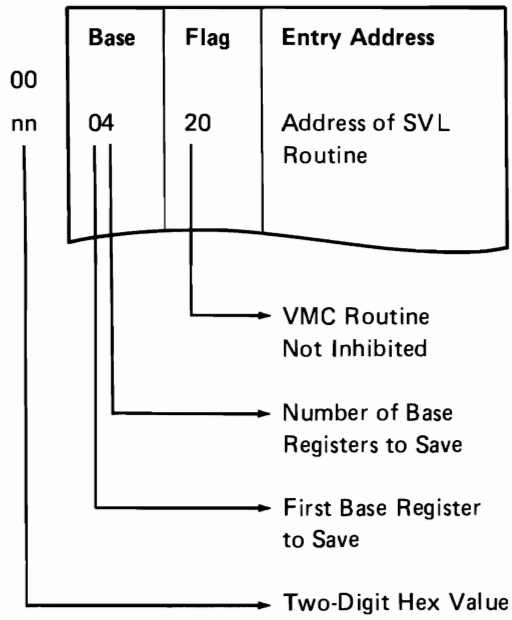 Base Flag Entry Address
00
nn 04 20 Address of SVL
Routine
VMC Routine
Not Inhibited
Number of Base
Registers to Save
First Base Register
to Save
Two-Digit Hex Value